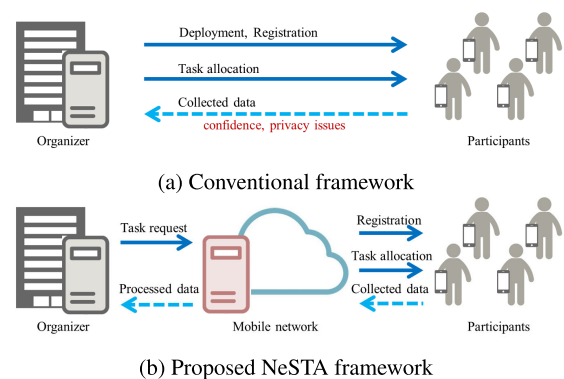 Deployment, Registration
Task allocation
Collected data
confidence, privacy issues
Organizer
Participants
(a) Conventional framework
Task request
Registration
Task allocation
Processed data
Collected data
Organizer
Mobile network
Participants
(b) Proposed NeSTA framework